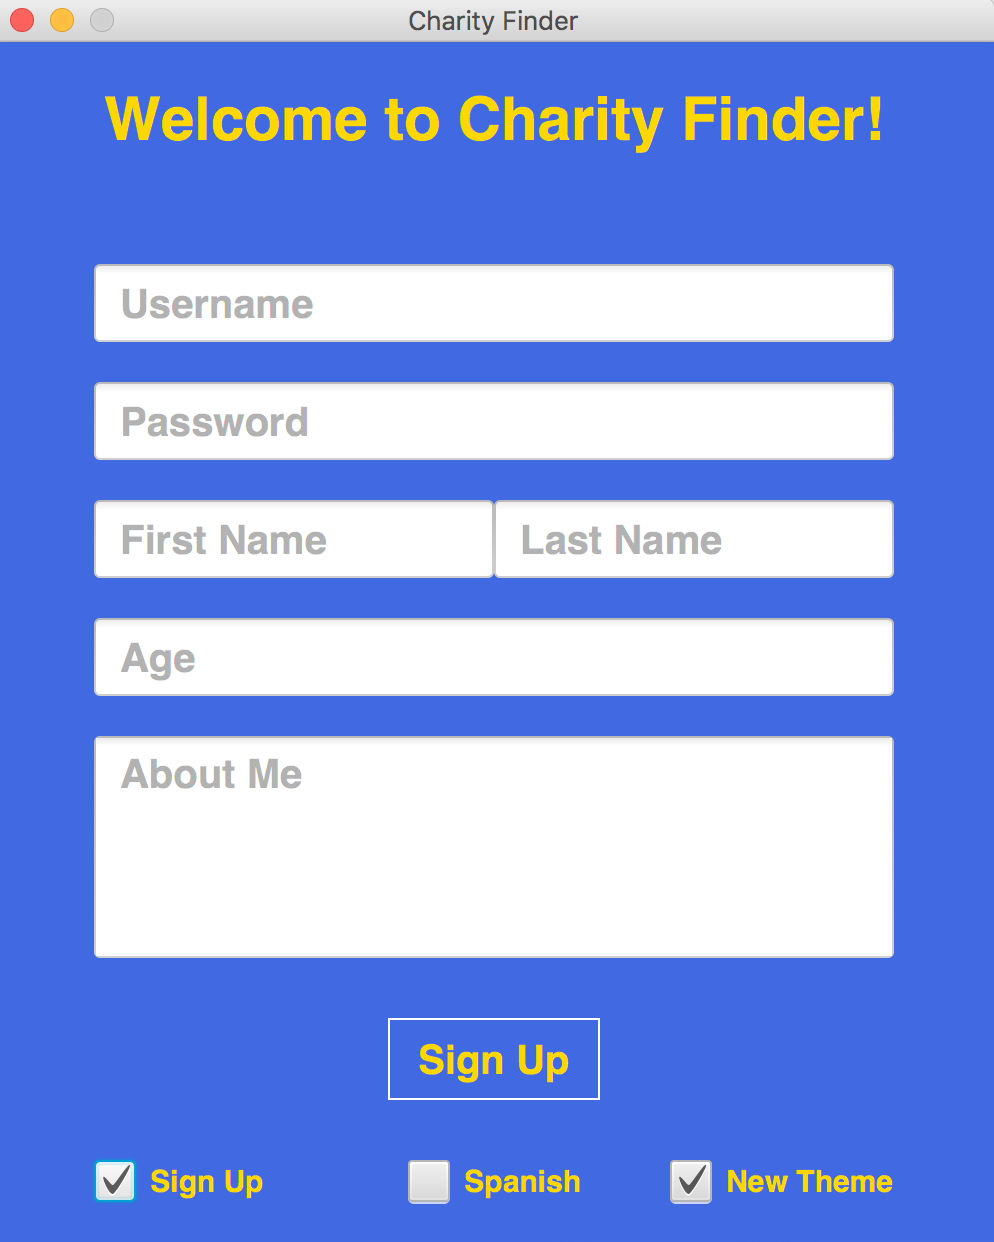 Charity Finder
Welcome to Charity Finder!
Username
Password
First Name Last Name
Age
About Me
Sign Up
Sign Up Spanish New Theme